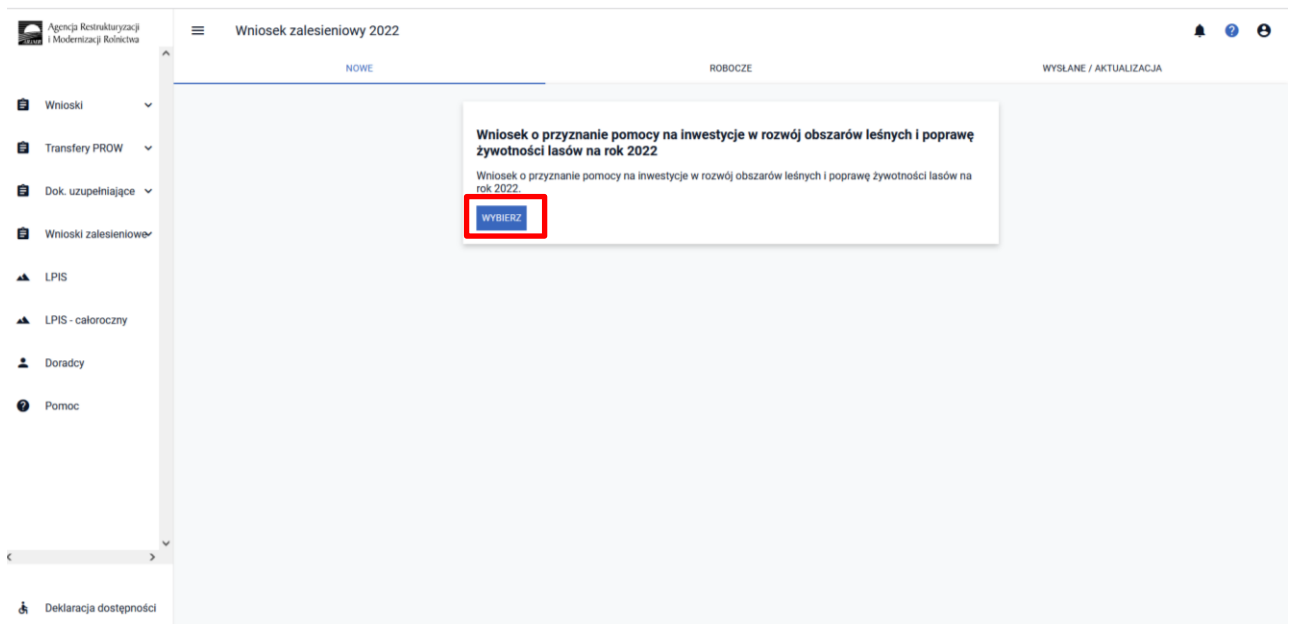 Agencja Restrukturyzacji
i Modernizacji Rolnictwa
Wniosek zalesieniowy 2022
NOWE
ROBOCZE
WYSŁANE / AKTUALIZACJA
Wnioski
Transfery PROW
Dok. uzupełniające
Wnioski zalesieniowe
LPIS
LPIS - całoroczny
Doradcy
Pomoc
Deklaracja dostępności
Wniosek o przyznanie pomocy na inwestycje w rozwój obszarów leśnych i poprawę
żywotności lasów na rok 2022
Wniosek o przyznanie pomocy na inwestycje w rozwój obszarów leśnych i poprawę żywotności lasów na
rok 2022.
WYBIERZ